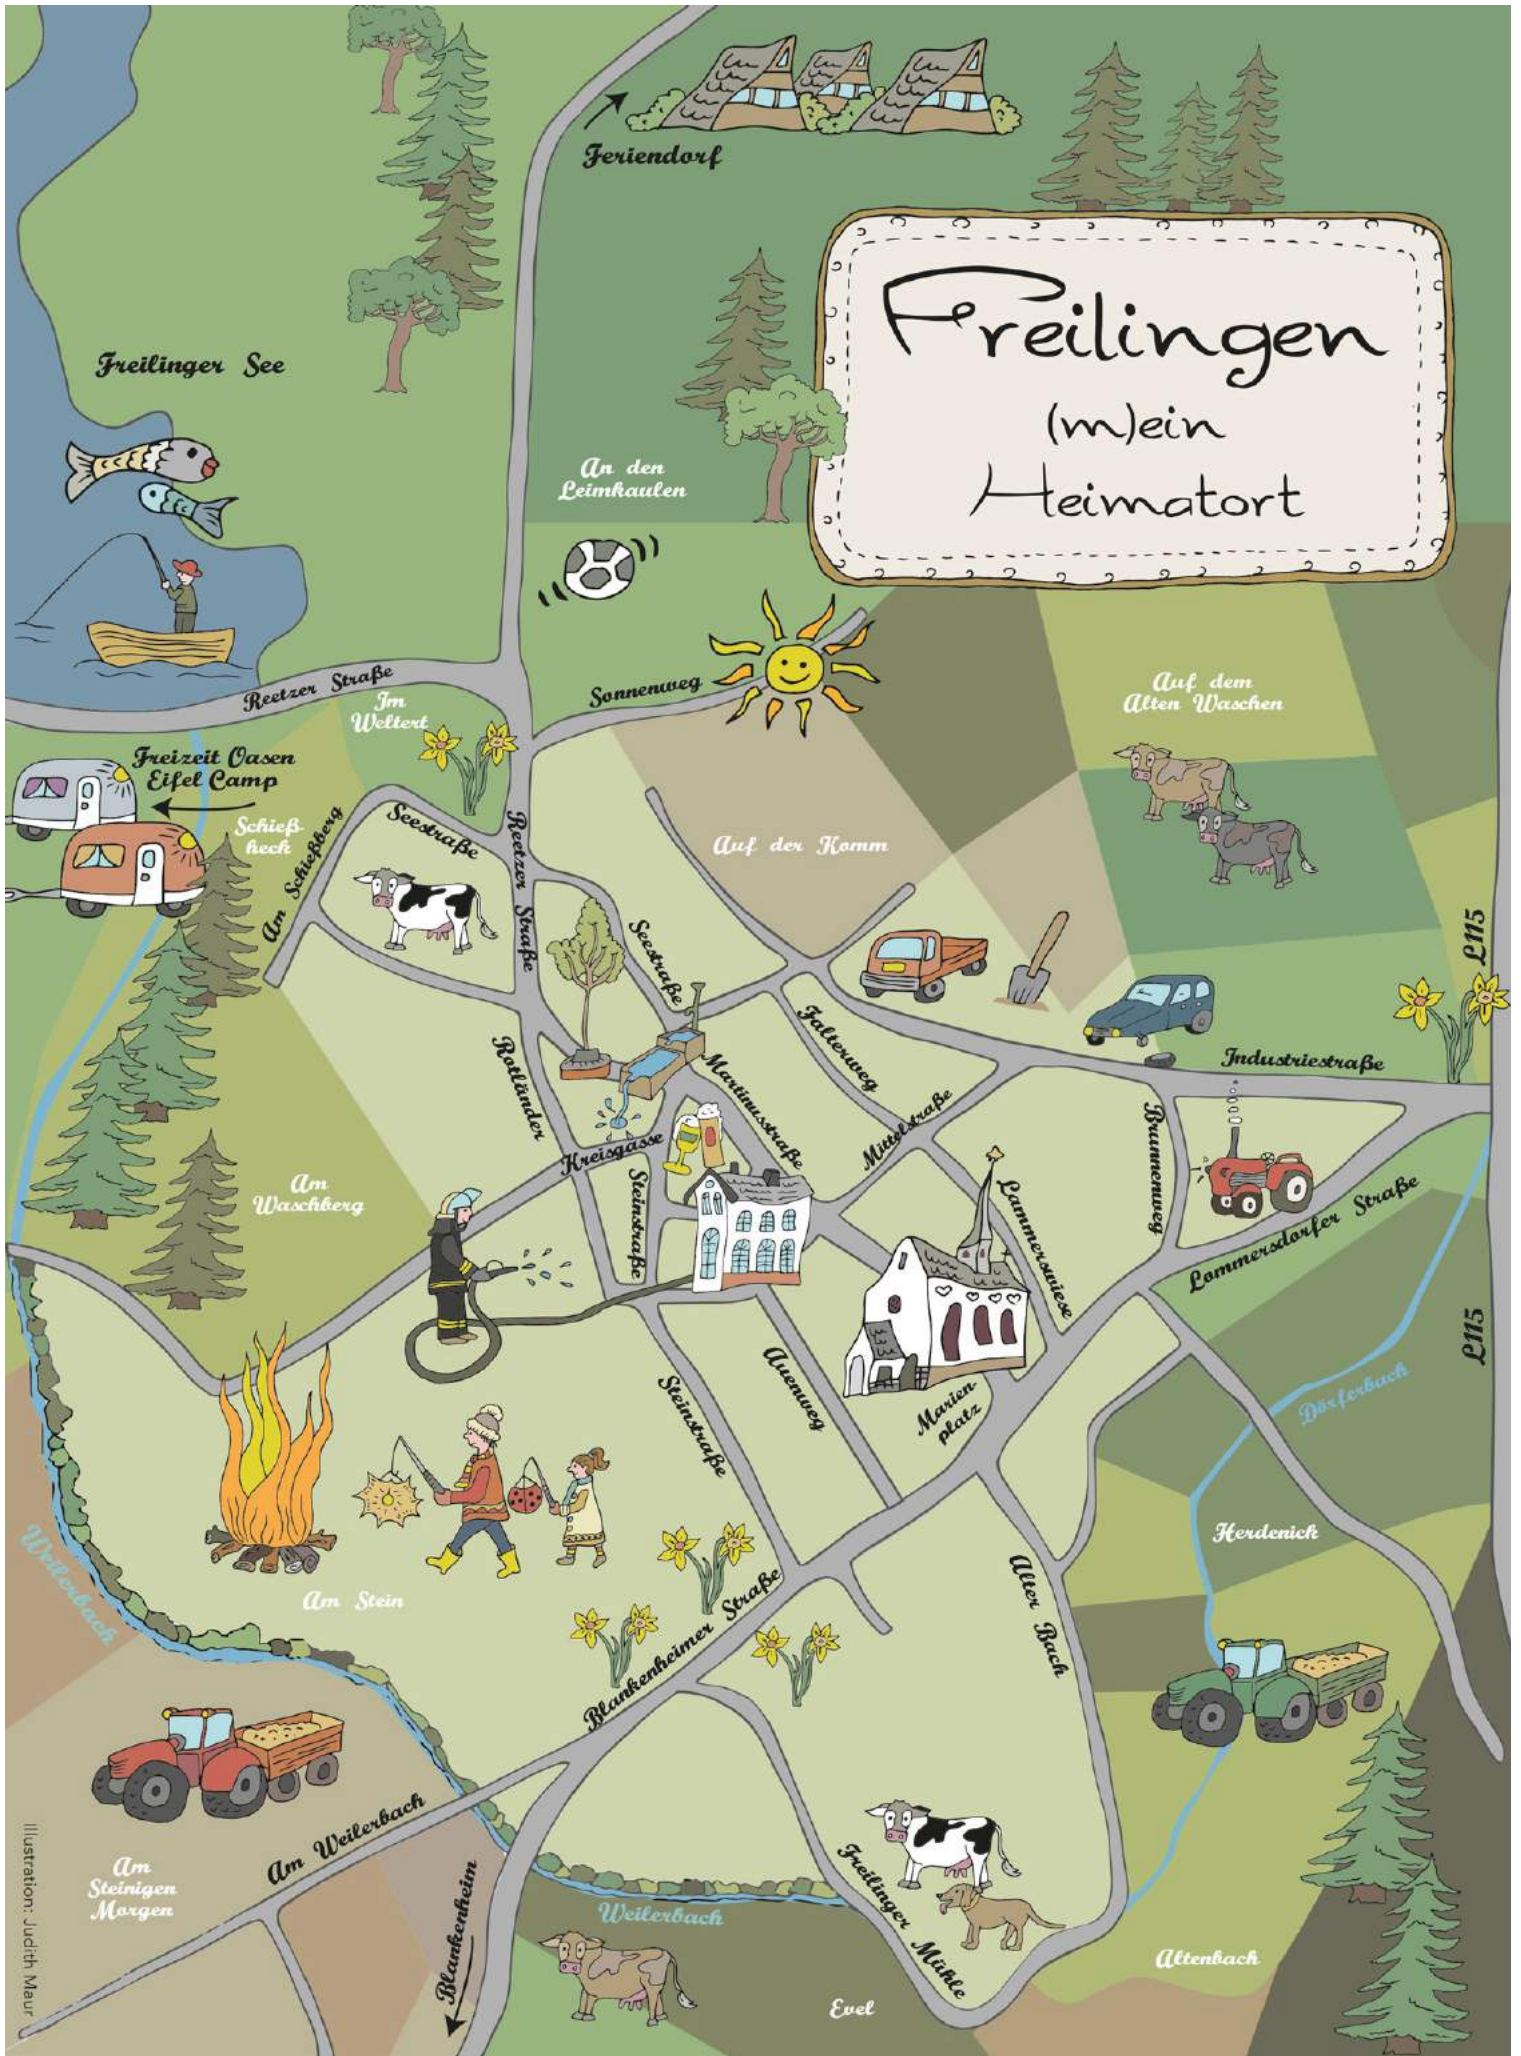 Feriendorf
Freilingen
(m)ein
Heimatort
Freilinger See
An den
Leimkaulen
Reetzer Straße
Im
Weltert
Sonnenweg
Auf dem
Alten Waschen
Freizeit Oasen
Eifel Camp
Schieß-
heck
Am Schießberg
Seestraße
Reetzer Straße
Auf der Komm
Seestraße
L115
Rotländer
Martinusstraße
Falterweg
Mittelstraße
Industriestraße
Brunnenweg
Kreisgasse
Steinstraße
Am
Waschberg
Lammerswiese
Lommersdorfer Straße
L115
Dörferbach
Steinstraße
Auenweg
Marien-
platz
Weilerbach
Am Stein
Herdenick
Alter Bach
Blankenheimer Straße
Am Weilerbach
Am
Steinigen
Morgen
Blankenheim
Weilerbach
Freilinger Mühle
Evel
Altenbach
Illustration: Judith Maur